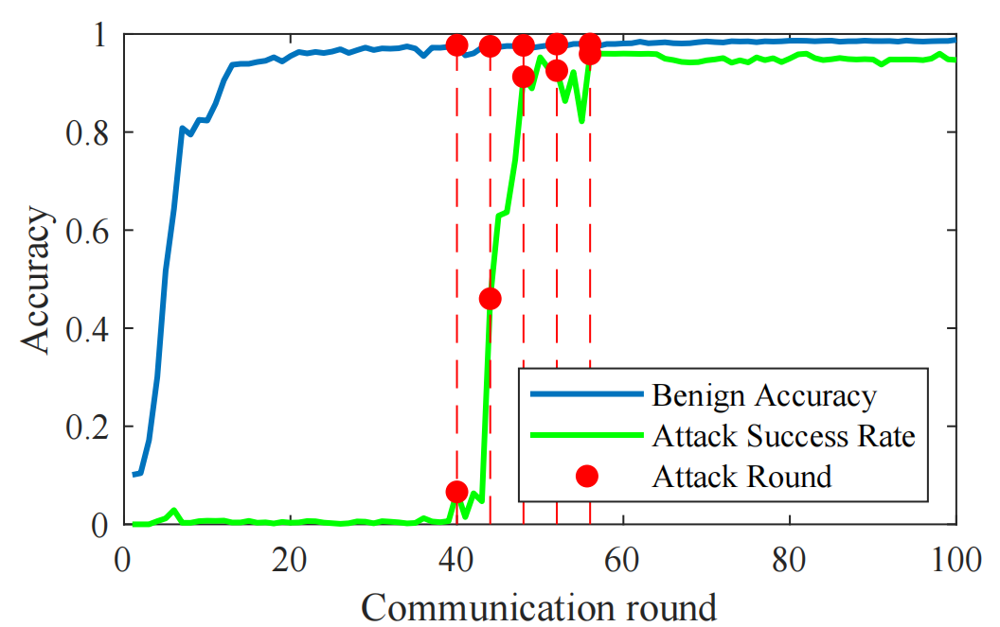 1
0.8
0.6
0.4
0.2
0
Accuracy
Benign Accuracy
Attack Success Rate
Attack Round
0 20 40 60 80 100
Communication round